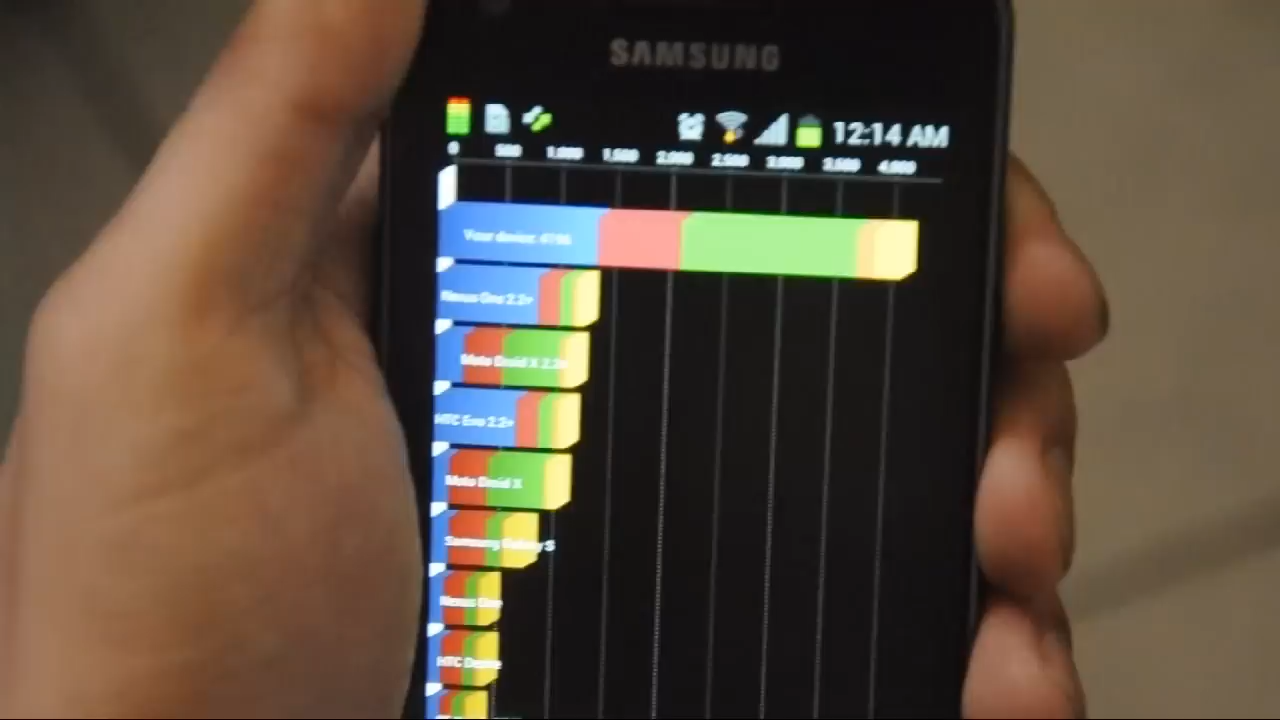 SAMSUNG
12:14 AM
0 500 1,000 1,500 2,000 2,500 3,000 3,500 4,000
Your device:
Nexus One 2.2+
Moto Droid X 2.2+
HTC Evo 2.2+
Moto Droid X
Samsung Galaxy S
Nexus One
HTC Desire